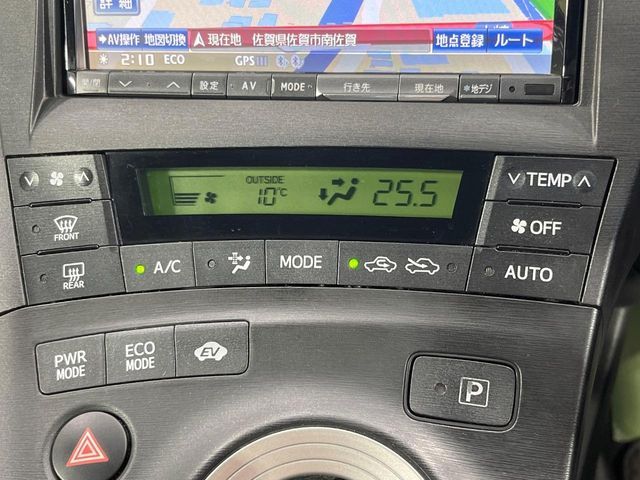 詳細
→AV操作 地図切換 現在地 佐賀県佐賀市南佐賀 地点登録 ルート
2:10 ECO GPS
開/閉 設定 AV MODE 行き先 現在地 *地デジ
OUTSIDE
10℃ 25.5
TEMP
FRONT OFF
REAR A/C MODE AUTO
PWR MODE
ECO MODE
EV
P